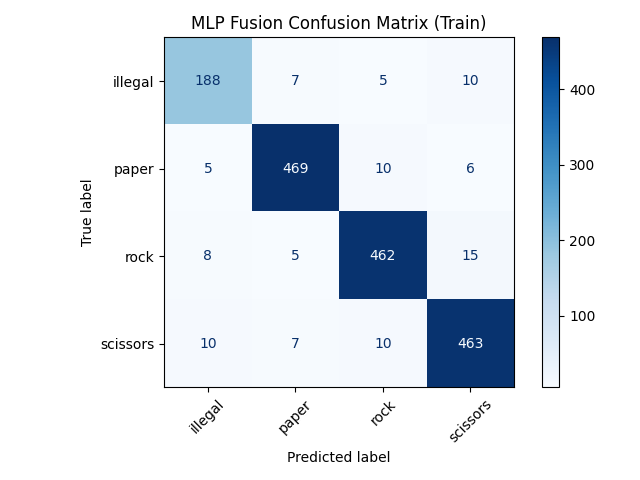 MLP Fusion Confusion Matrix (Train)
True label
illegal 188 7 5 10
paper 5 469 10 6
rock 8 5 462 15
scissors 10 7 10 463
illegal paper rock scissors
Predicted label
400
300
200
100